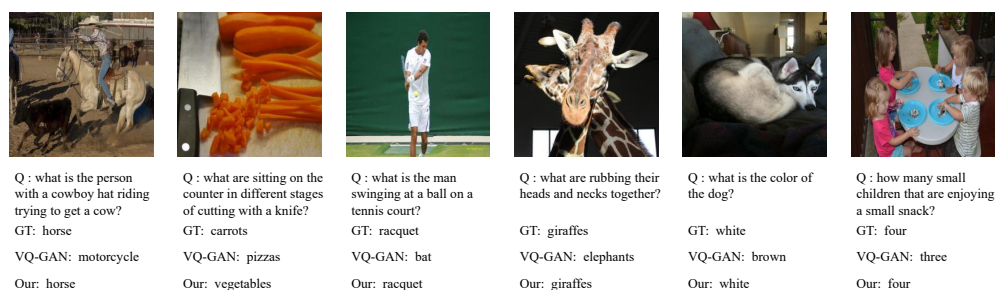 Q : what is the person
with a cowboy hat riding
trying to get a cow?
GT: horse
VQ-GAN: motorcycle
Our: horse
Q : what are sitting on the
counter in different stages
of cutting with a knife?
GT: carrots
VQ-GAN: pizzas
Our: vegetables
Q : what is the man
swinging at a ball on a
tennis court?
GT: racquet
VQ-GAN: bat
Our: racquet
Q : what are rubbing their
heads and necks together?
GT: giraffes
VQ-GAN: elephants
Our: giraffes
Q : what is the color of
the dog?
GT: white
VQ-GAN: brown
Our: white
Q : how many small
children that are enjoying
a small snack?
GT: four
VQ-GAN: three
Our: four